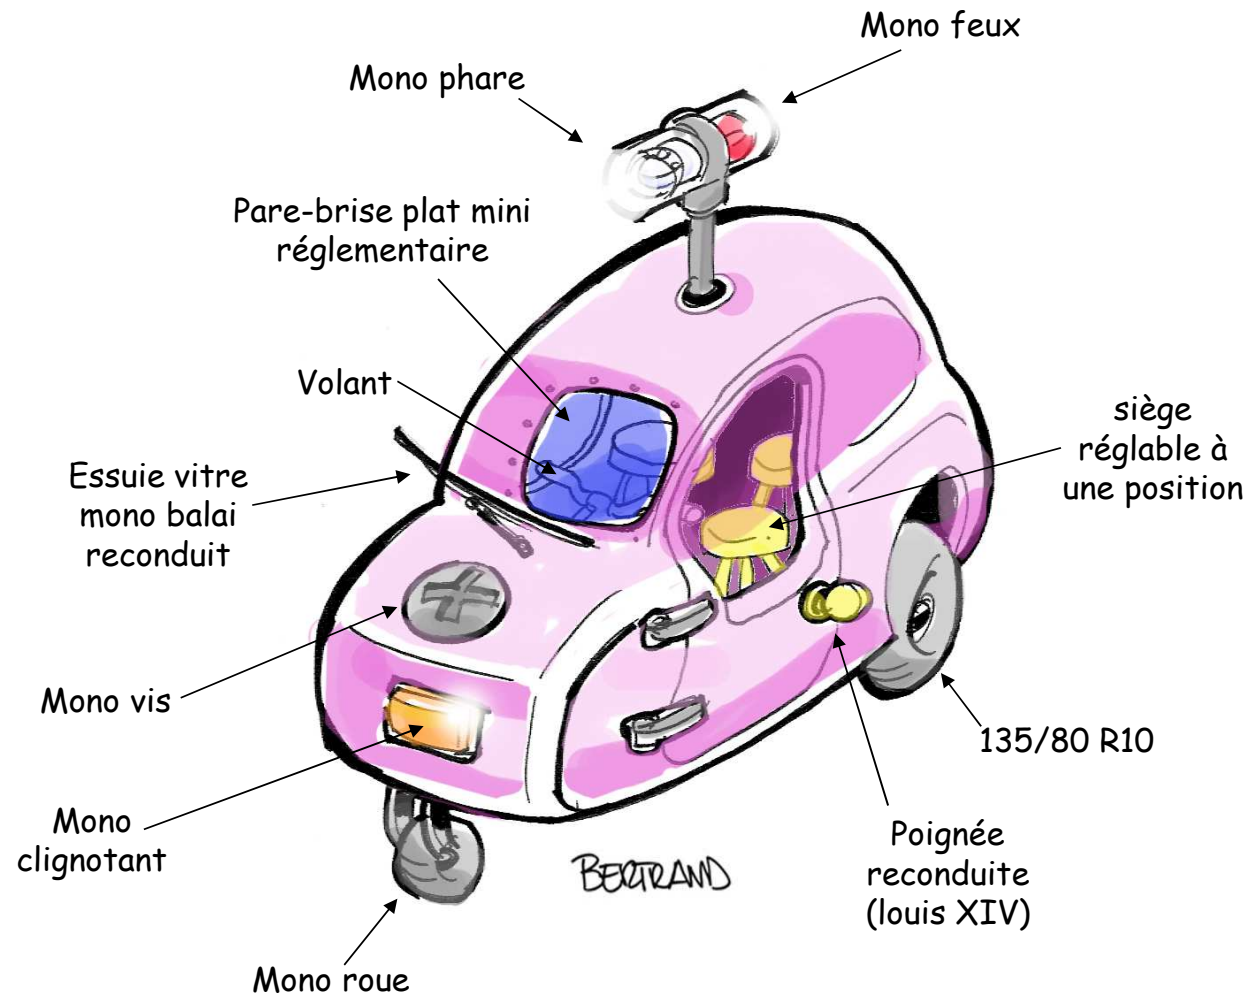 Mono feux
Mono phare
Pare-brise plat mini
réglementaire
Volant
siège
réglable à
une position
Essuie vitre
mono balai
reconduit
Mono vis
135/80 R10
Mono
clignotant
Poignée
reconduite
(louis XIV)
BERTRAND
Mono roue